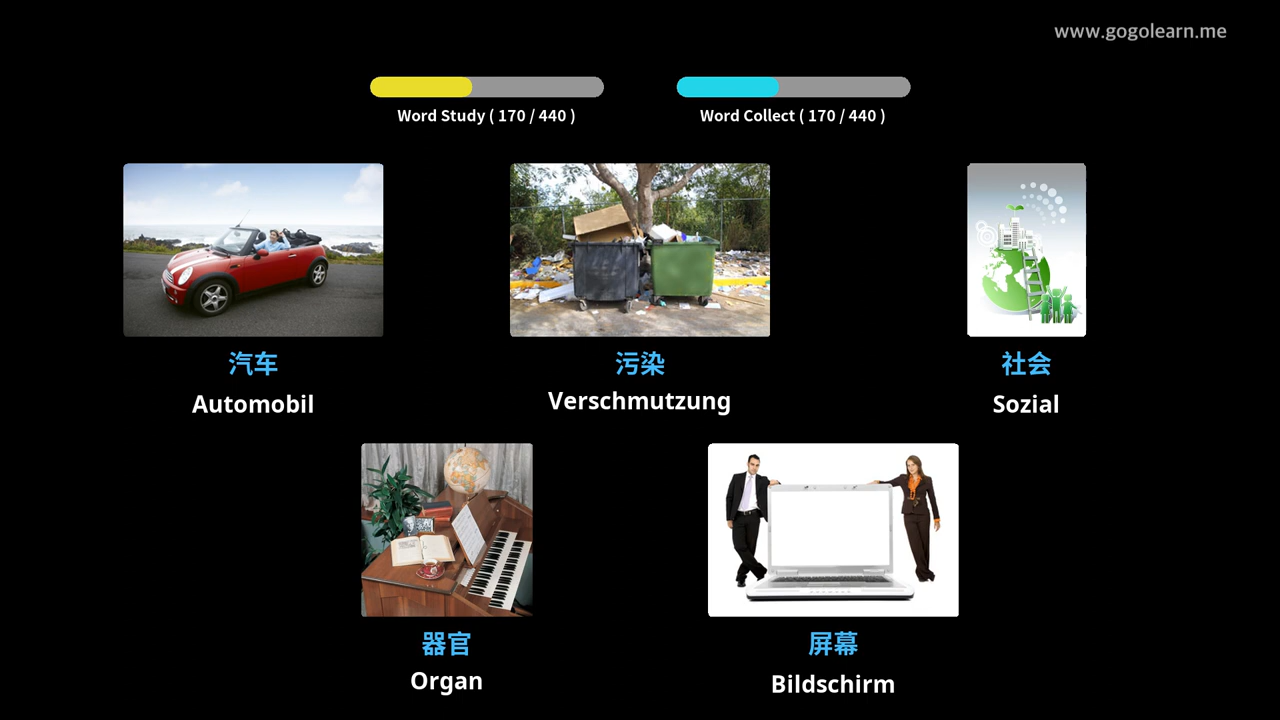 www.gogolearn.me
Word Study ( 170 / 440 )
Word Collect ( 170 / 440 )
汽车
Automobil
污染
Verschmutzung
社会
Sozial
器官
Organ
屏幕
Bildschirm